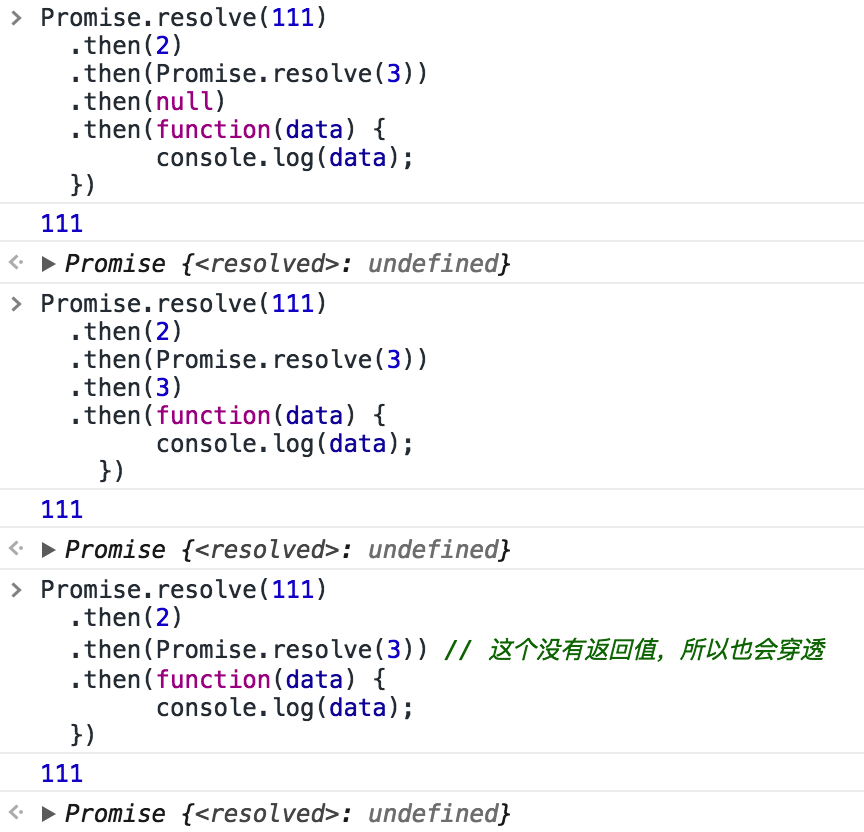 > Promise.resolve(111)
.then(2)
.then(Promise.resolve(3))
.then(null)
.then(function(data) {
console.log(data);
})
111
<· ▶ Promise {<resolved>: undefined}
> Promise.resolve(111)
.then(2)
.then(Promise.resolve(3))
.then(3)
.then(function(data) {
console.log(data);
})
111
<· ▶ Promise {<resolved>: undefined}
> Promise.resolve(111)
.then(2)
.then(Promise.resolve(3)) // 这个没有返回值，所以也会穿透
.then(function(data) {
console.log(data);
})
111
<· ▶ Promise {<resolved>: undefined}